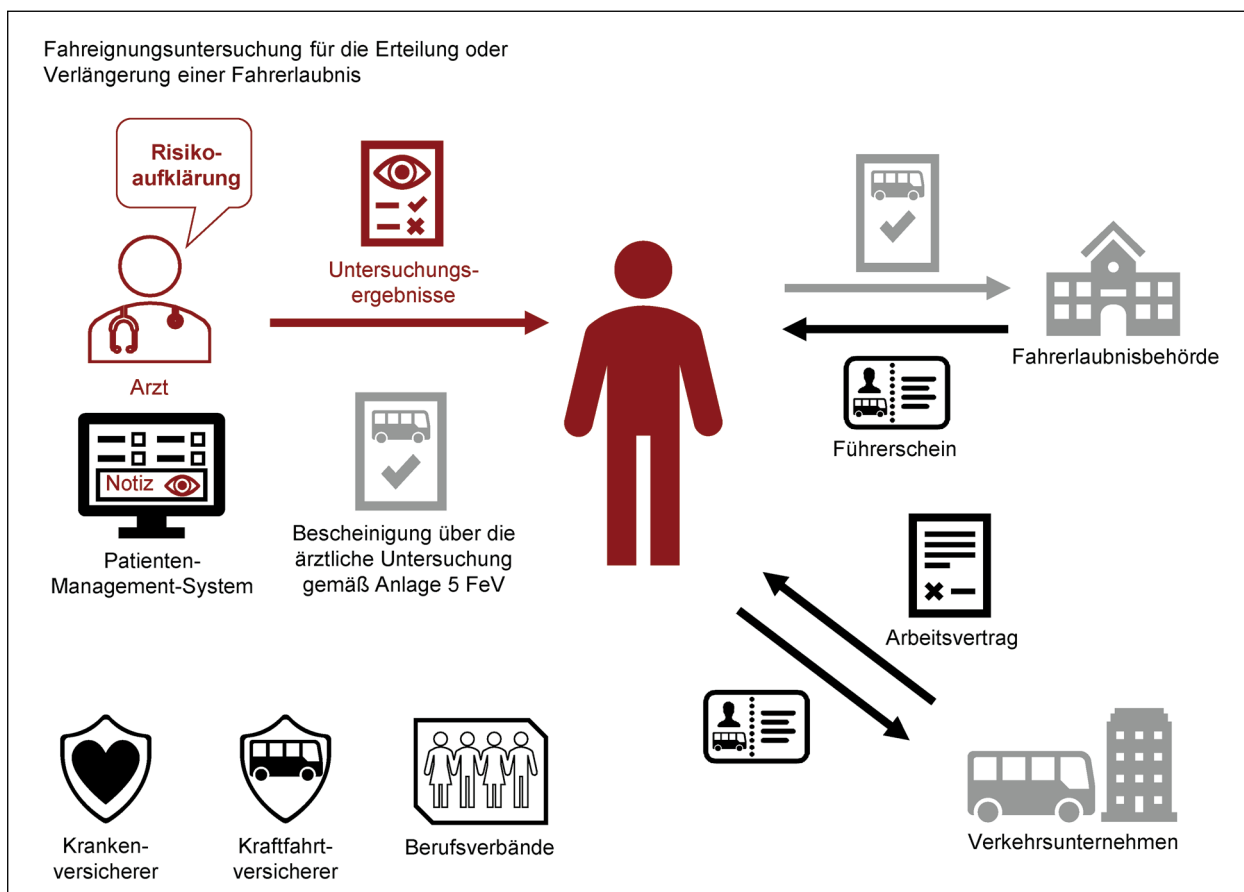 Fahreignungsuntersuchung für die Erteilung oder
Verlängerung einer Fahrerlaubnis
Risiko-
aufklärung
Untersuchungs-
ergebnisse
Arzt
Fahrerlaubnisbehörde
Führerschein
Notiz
Patienten-
Management-System
Bescheinigung über die
ärztliche Untersuchung
gemäß Anlage 5 FeV
Arbeitsvertrag
Kranken-
versicherer
Kraftfahrt-
versicherer
Berufsverbände
Verkehrsunternehmen